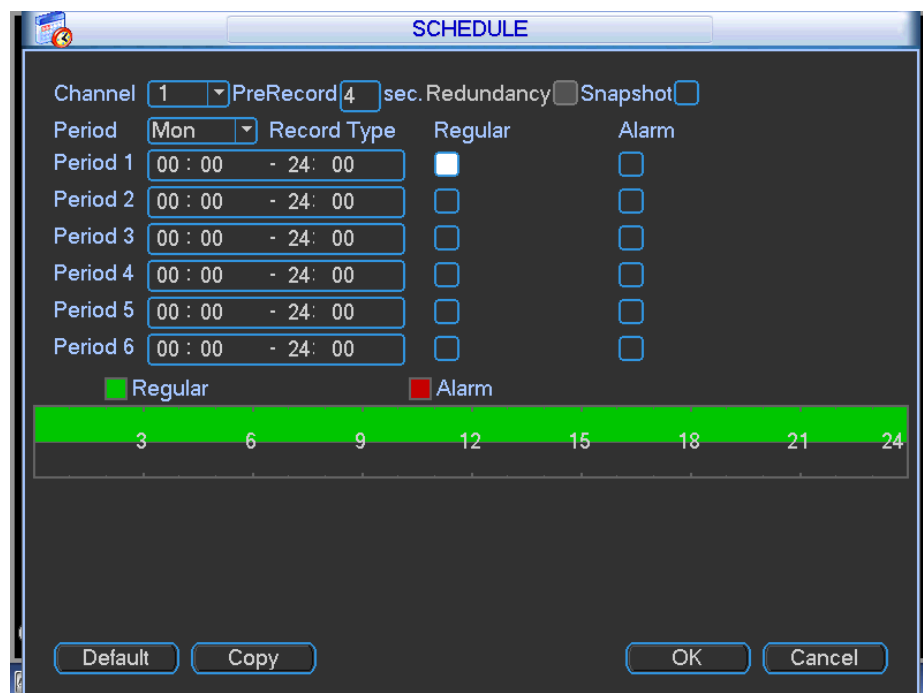 SCHEDULE
Channel 1 PreRecord 4 sec. Redundancy Snapshot
Period Mon Record Type Regular Alarm
Period 1 00 : 00 - 24: 00
Period 2 00 : 00 - 24: 00
Period 3 00 : 00 - 24: 00
Period 4 00 : 00 - 24: 00
Period 5 00 : 00 - 24: 00
Period 6 00 : 00 - 24: 00
Regular Alarm
3 6 9 12 15 18 21 24
Default Copy OK Cancel